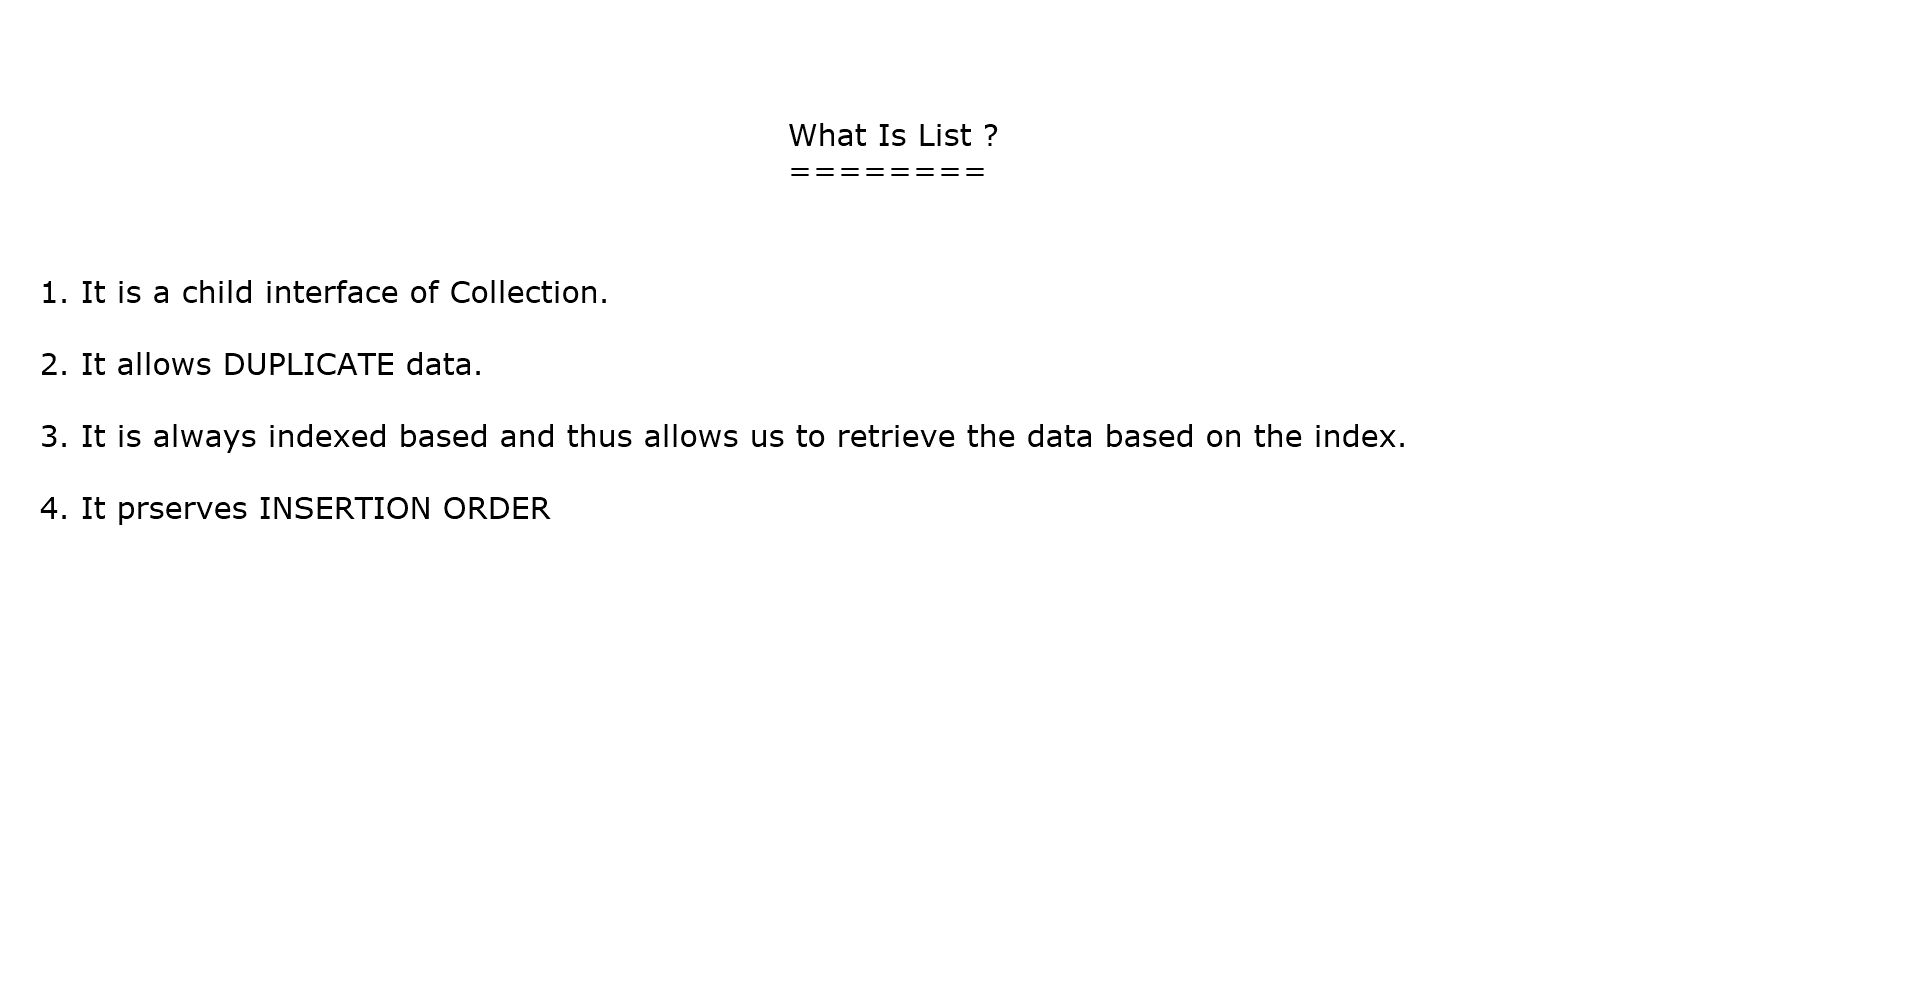 What Is List ?
========
1. It is a child interface of Collection.
2. It allows DUPLICATE data.
3. It is always indexed based and thus allows us to retrieve the data based on the index.
4. It prserves INSERTION ORDER